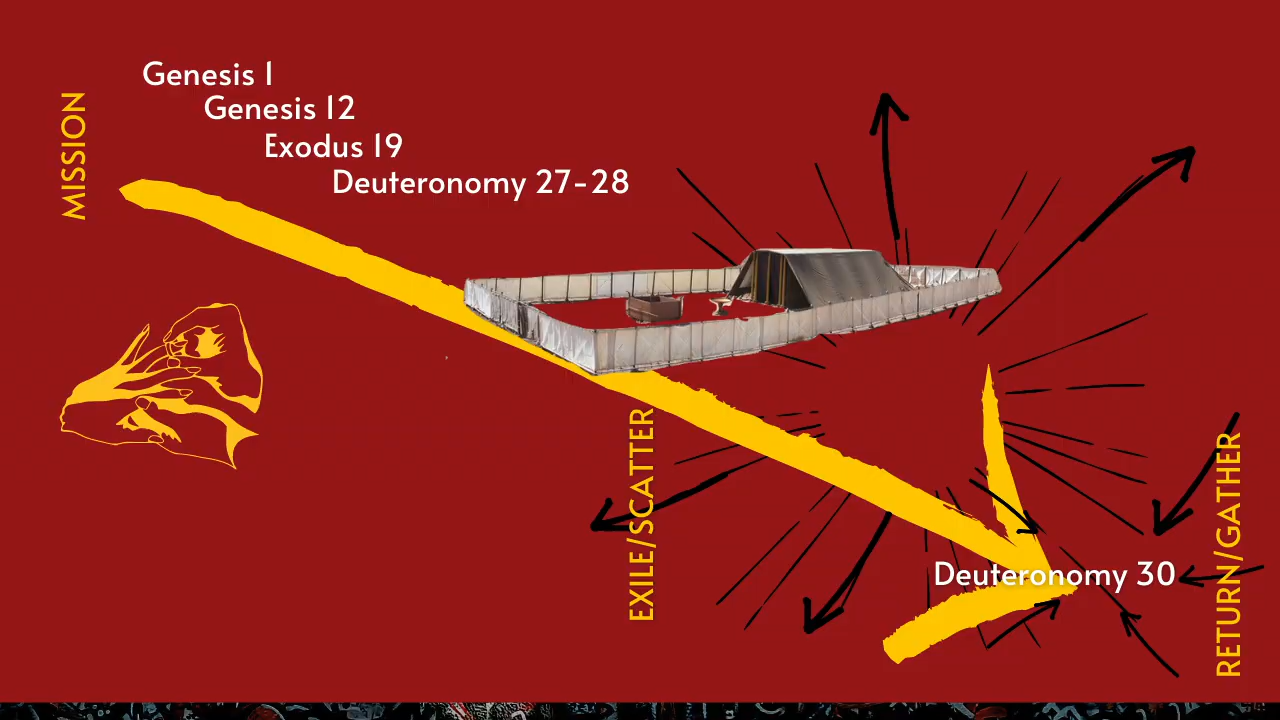 MISSION
Genesis 1
Genesis 12
Exodus 19
Deuteronomy 27-28
EXILE/SCATTER
Deuteronomy 30
RETURN/GATHER